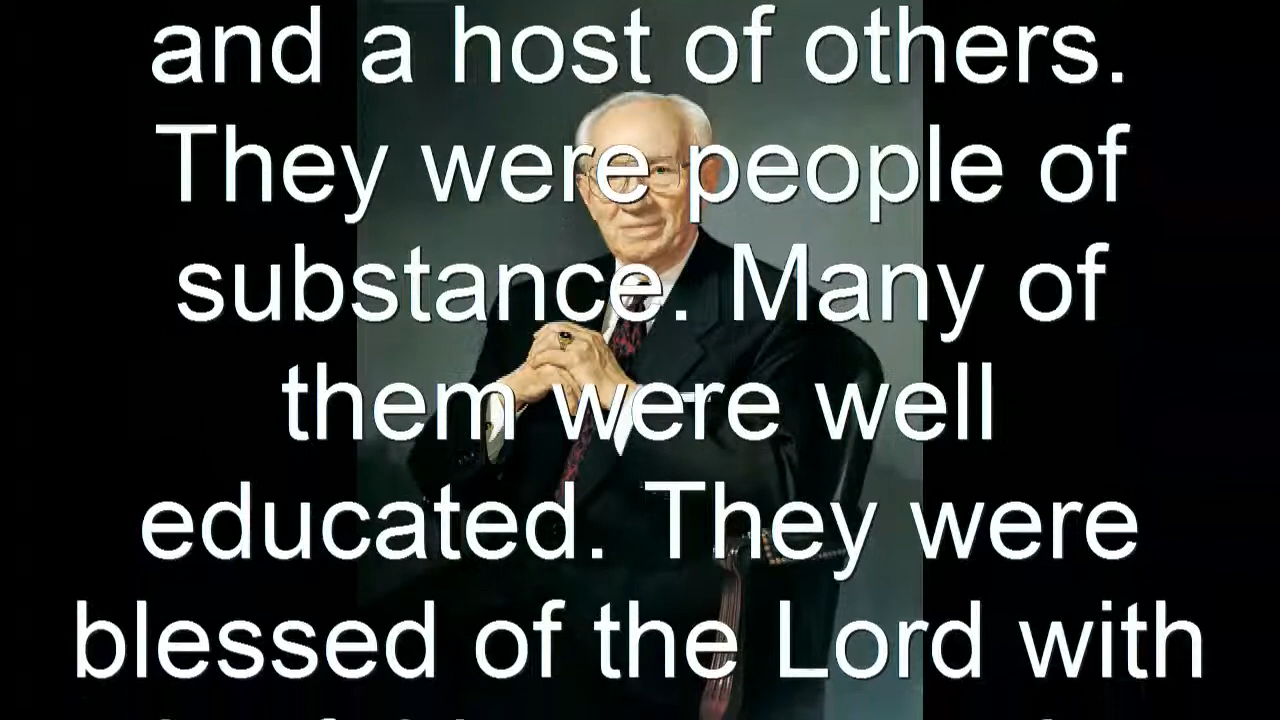 and a host of others.
They were people of
substance. Many of
them were well
educated. They were
blessed of the Lord with